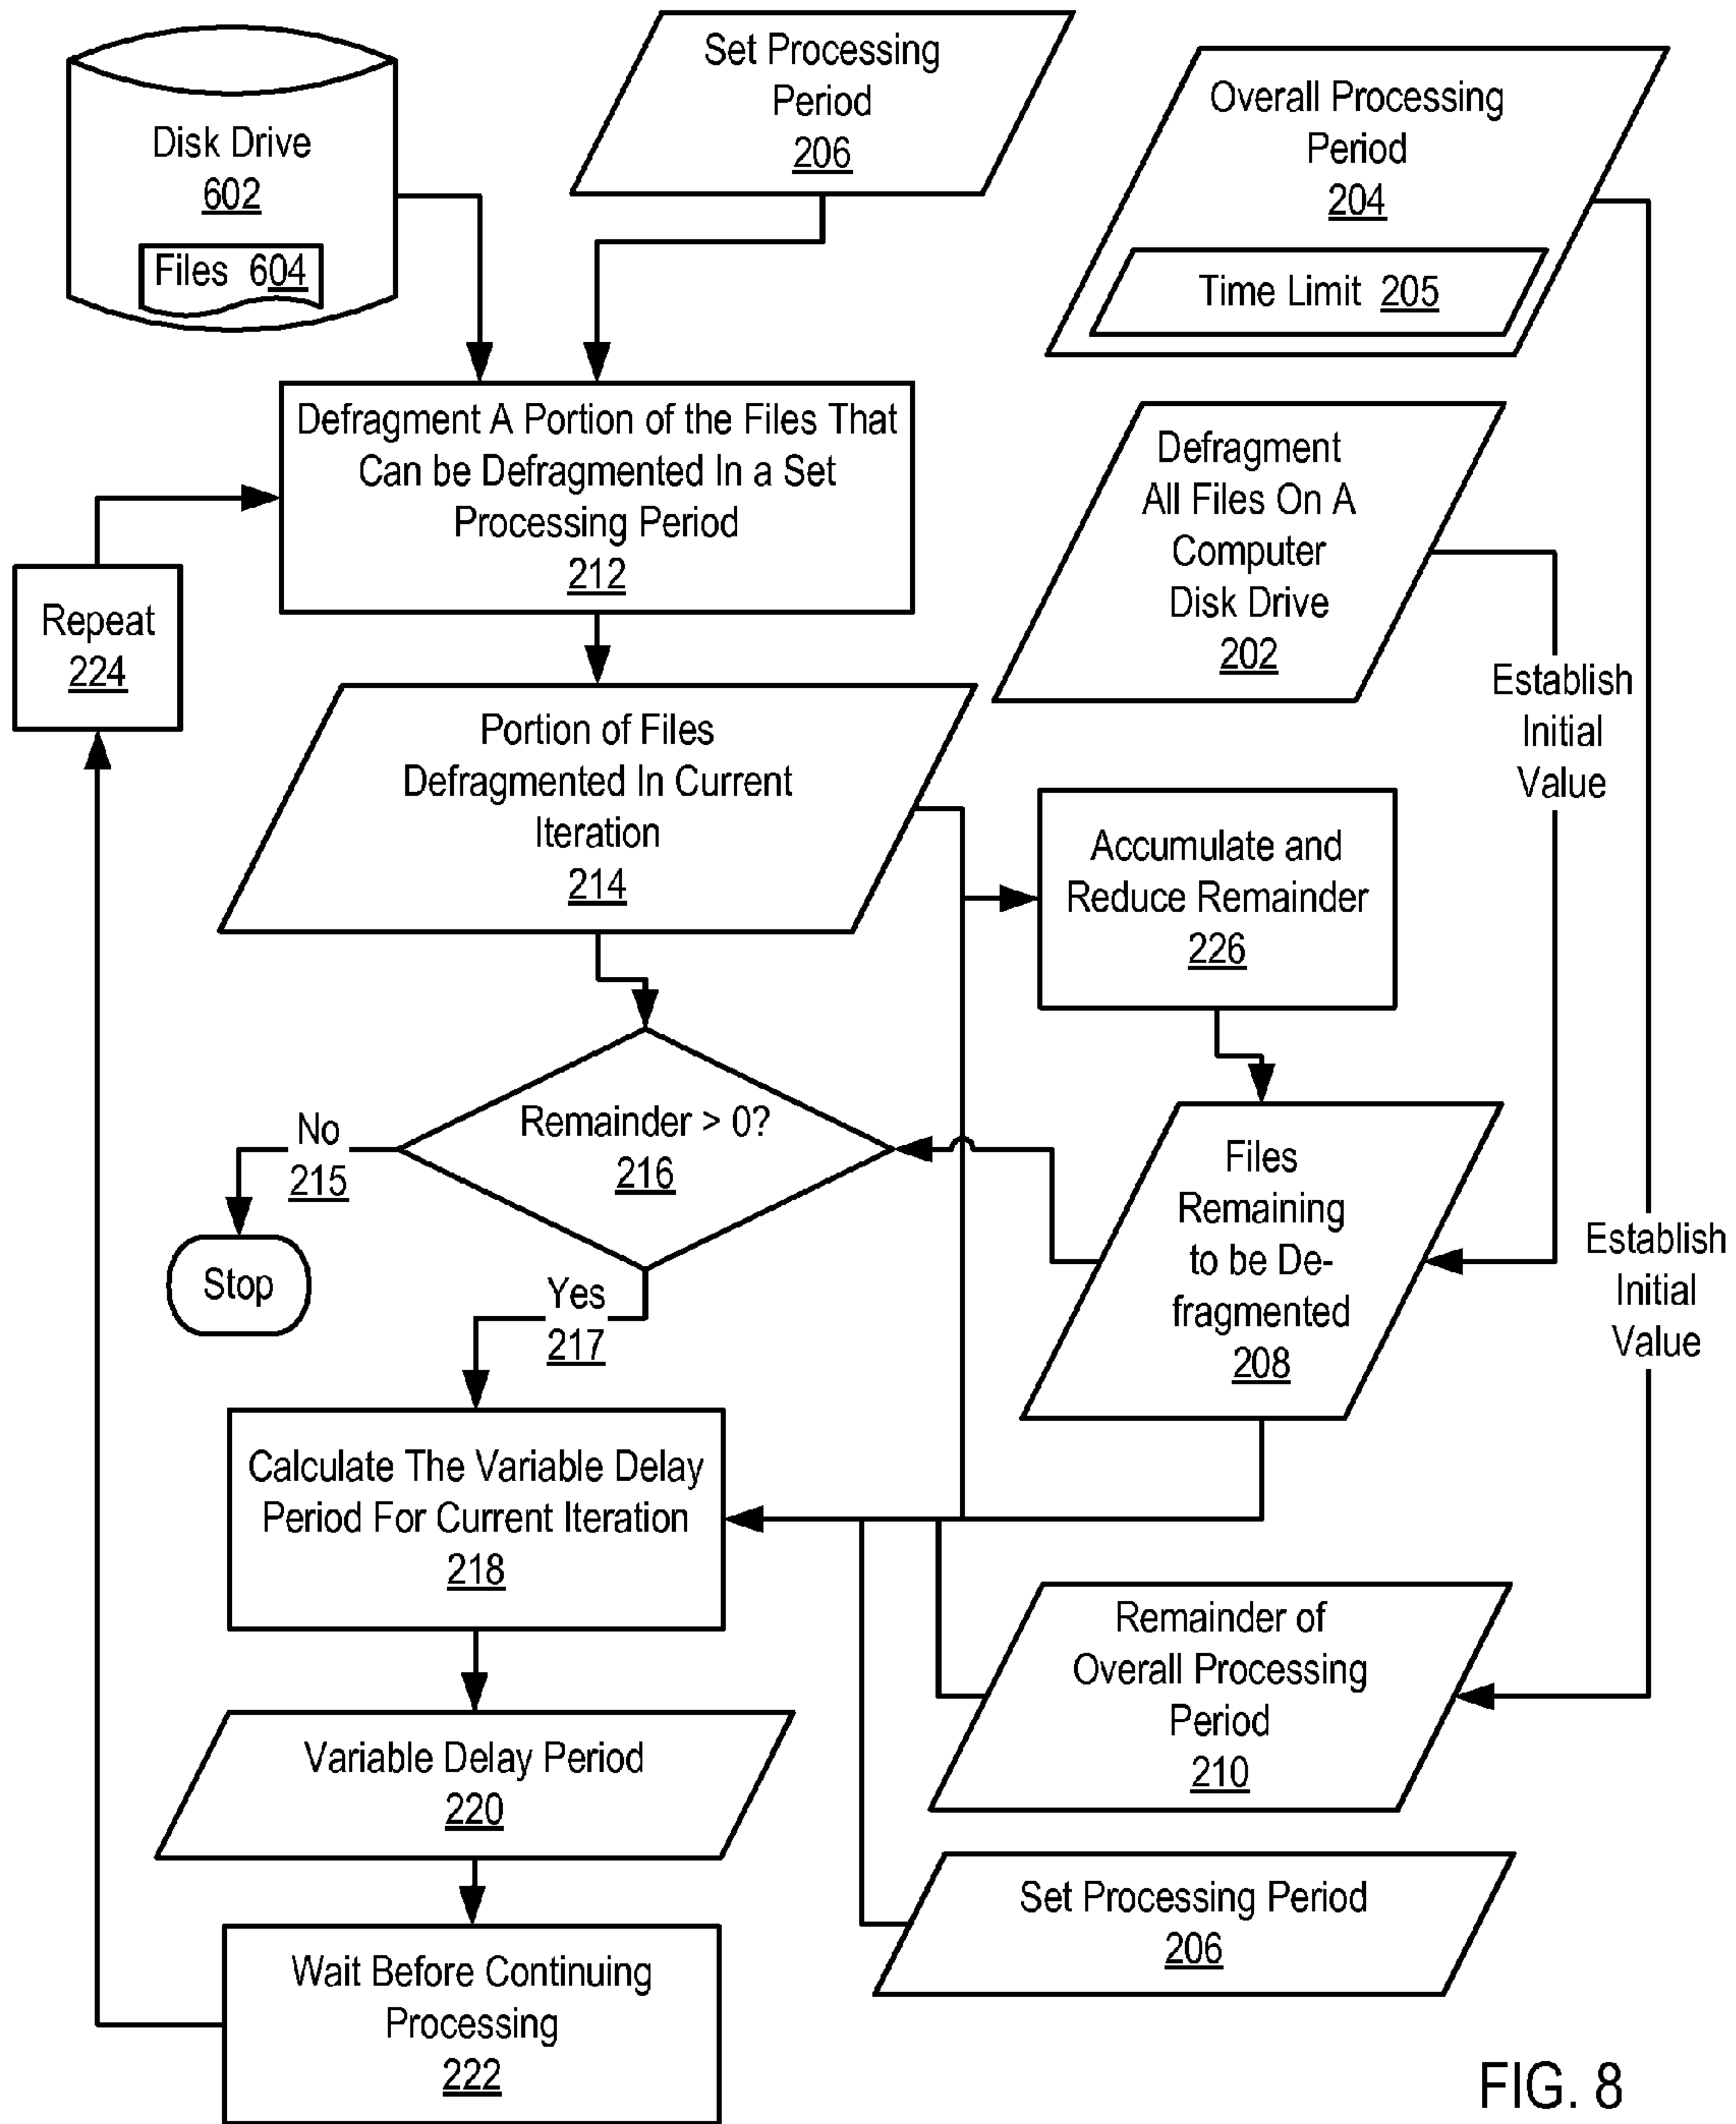 Disk Drive
602
Files 604
Set Processing
Period
206
Overall Processing
Period
204
Time Limit 205
Defragment A Portion of the Files That
Can be Defragmented In a Set
Processing Period
212
Defragment
All Files On A
Computer
Disk Drive
202
Repeat
224
Establish
Initial
Value
Portion of Files
Defragmented In Current
Iteration
214
Accumulate and
Reduce Remainder
226
Remainder > 0?
216
No
215
Stop
Yes
217
Files
Remaining
to be De-
fragmented
208
Establish
Initial
Value
Calculate The Variable Delay
Period For Current Iteration
218
Remainder of
Overall Processing
Period
210
Variable Delay Period
220
Set Processing Period
206
Wait Before Continuing
Processing
222
FIG. 8